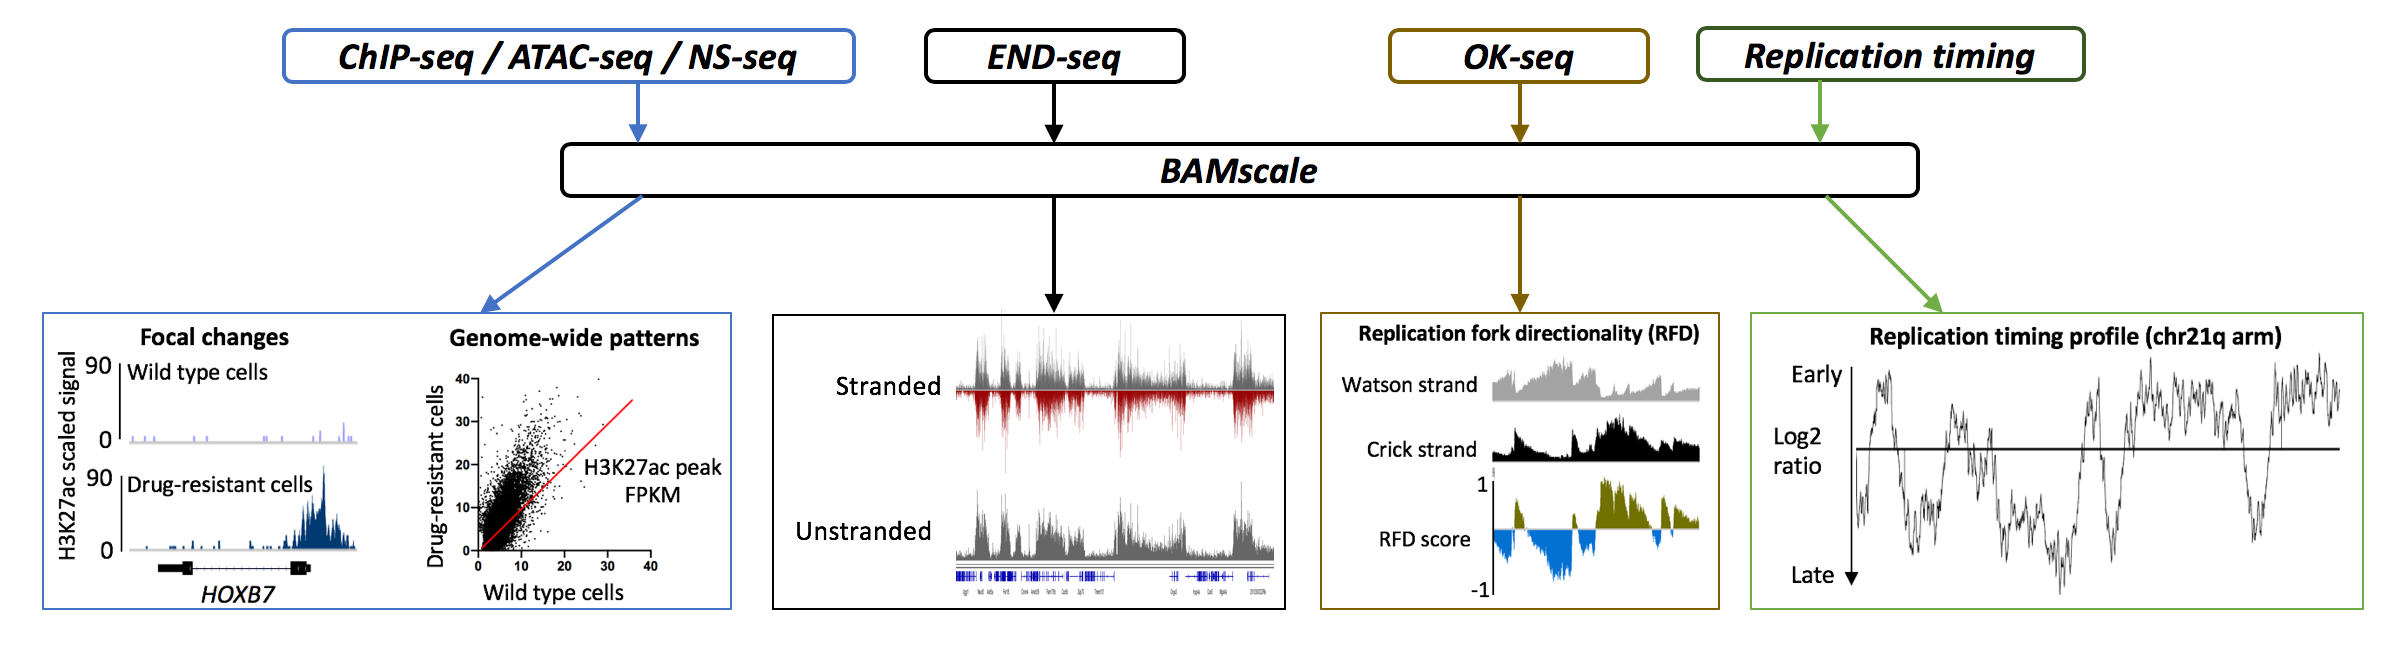 ChIP-seq / ATAC-seq / NS-seq
END-seq
OK-seq
Replication timing
BAMscale
Focal changes
H3K27ac scaled signal
90
Wild type cells
0
90
Drug-resistant cells
0
HOXB7
Genome-wide patterns
Drug-resistant cells
40
30
20
10
0
0 10 20 30 40
Wild type cells
H3K27ac peak
FPKM
Stranded
Unstranded
Replication fork directionality (RFD)
Watson strand
Crick strand
1
RFD score
-1
Replication timing profile (chr21q arm)
Early
Log2
ratio
Late